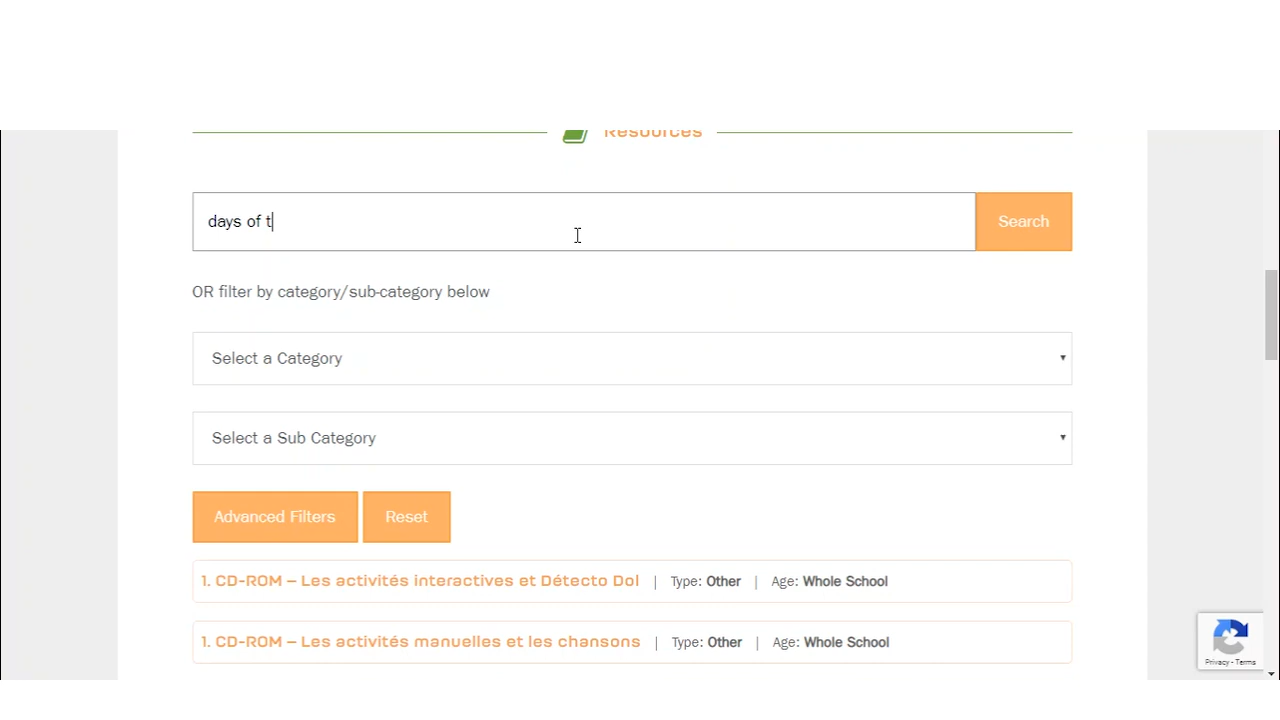 Resources
days of t
Search
OR filter by category/sub-category below
Select a Category
Select a Sub Category
Advanced Filters Reset
1. CD-ROM – Les activités interactives et Détecto Dol | Type: Other | Age: Whole School
1. CD-ROM – Les activités manuelles et les chansons | Type: Other | Age: Whole School
Privacy - Terms